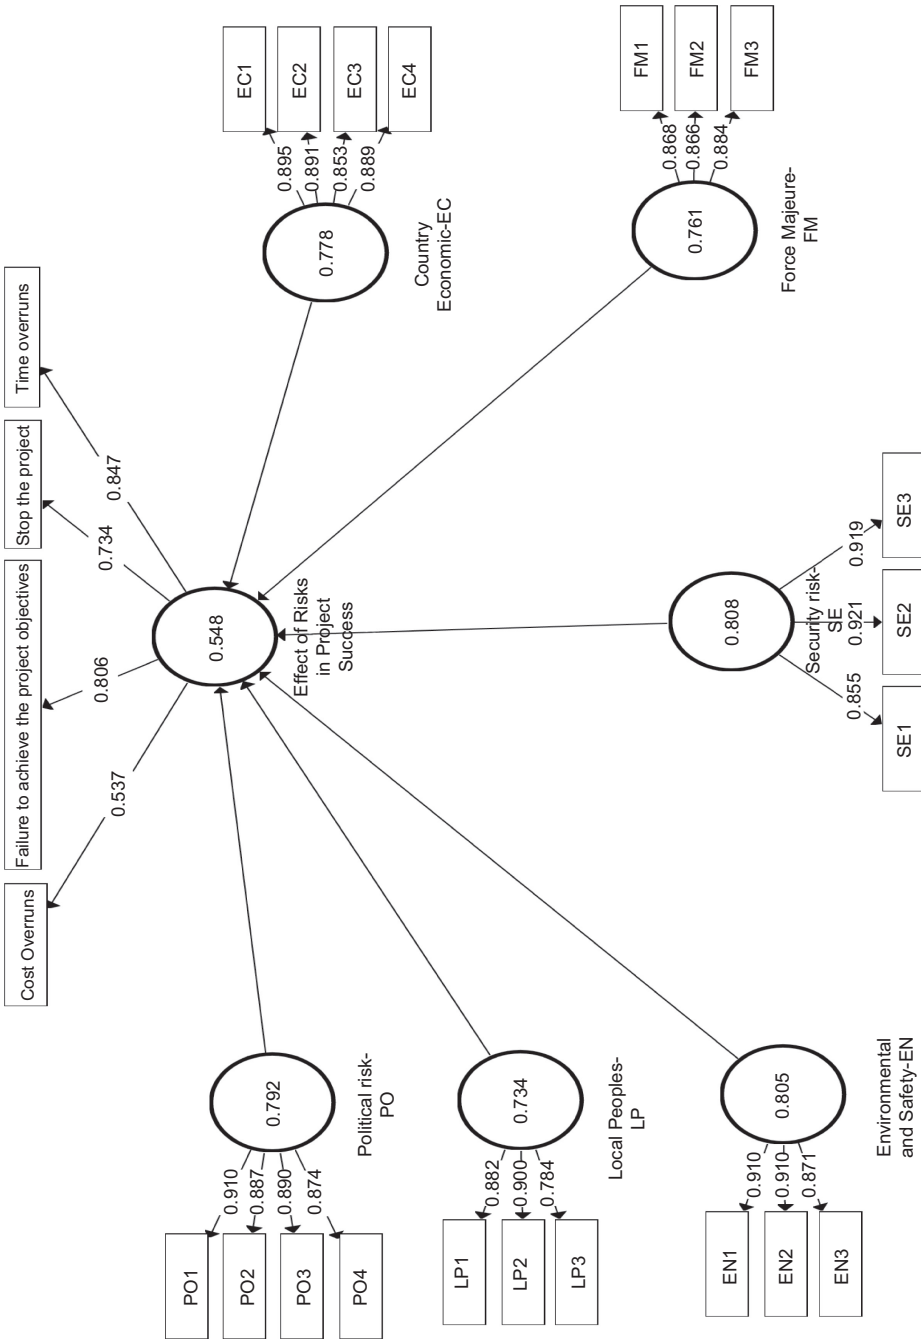 Cost Overruns
Failure to achieve the project objectives
Stop the project
Time overruns
0.537
0.806
0.734
0.847
0.548
Effect of Risks
in Project
Success
PO1
PO2
PO3
PO4
0.910
0.887
0.890
0.874
0.792
Political risk-
PO
LP1
LP2
LP3
0.882
0.900
0.784
0.734
Local Peoples-
LP
EN1
EN2
EN3
0.910
0.910
0.871
0.805
Environmental
and Safety-EN
0.808
Security risk-
SE
0.855
0.921
0.919
SE1
SE2
SE3
0.778
Country
Economic-EC
0.895
0.891
0.853
0.889
EC1
EC2
EC3
EC4
0.761
Force Majeure-
FM
0.868
0.866
0.884
FM1
FM2
FM3